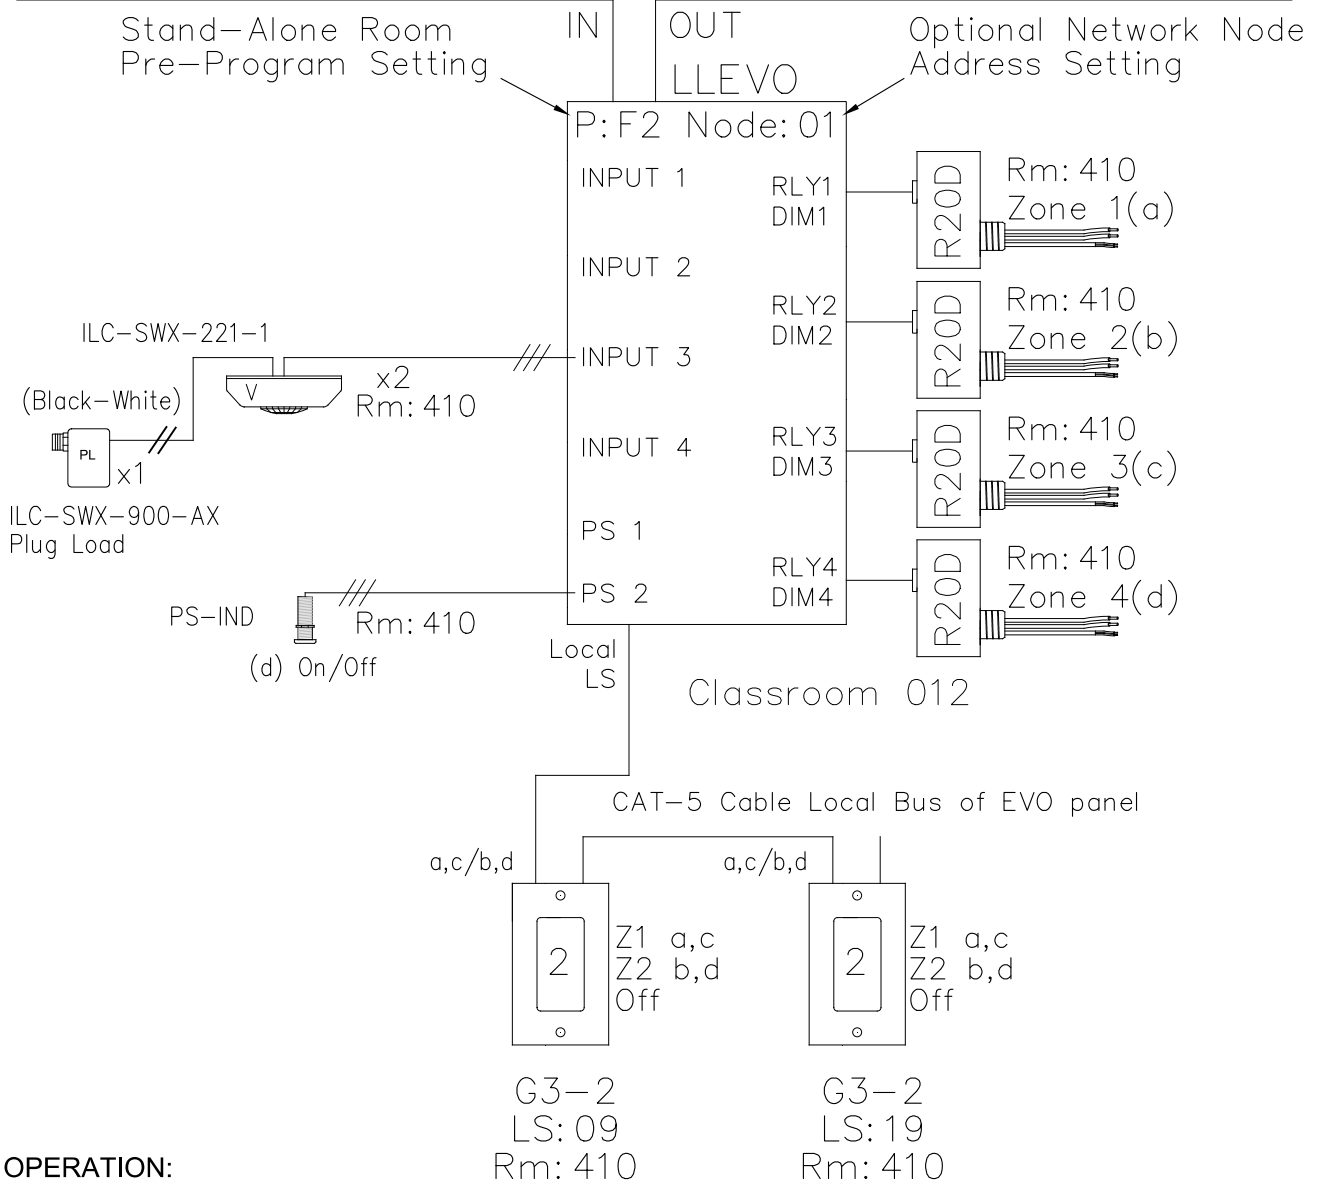 Stand-Alone Room
Pre-Program Setting
IN
OUT
LLEVO
Optional Network Node
Address Setting
P: F2 Node: 01
INPUT 1
INPUT 2
INPUT 3
INPUT 4
PS 1
PS 2
RLY1
DIM1
RLY2
DIM2
RLY3
DIM3
RLY4
DIM4
R20D
Rm: 410
Zone 1(a)
R20D
Rm: 410
Zone 2(b)
R20D
Rm: 410
Zone 3(c)
R20D
Rm: 410
Zone 4(d)
ILC-SWX-221-1
V
x2
Rm: 410
(Black-White)
PL
x1
ILC-SWX-900-AX
Plug Load
PS-IND
Rm: 410
(d) On/Off
Local
LS
Classroom 012
CAT-5 Cable Local Bus of EVO panel
a,c/b,d
2
Z1 a,c
Z2 b,d
Off
G3-2
LS: 09
Rm: 410
a,c/b,d
2
Z1 a,c
Z2 b,d
Off
G3-2
LS: 19
Rm: 410
OPERATION: